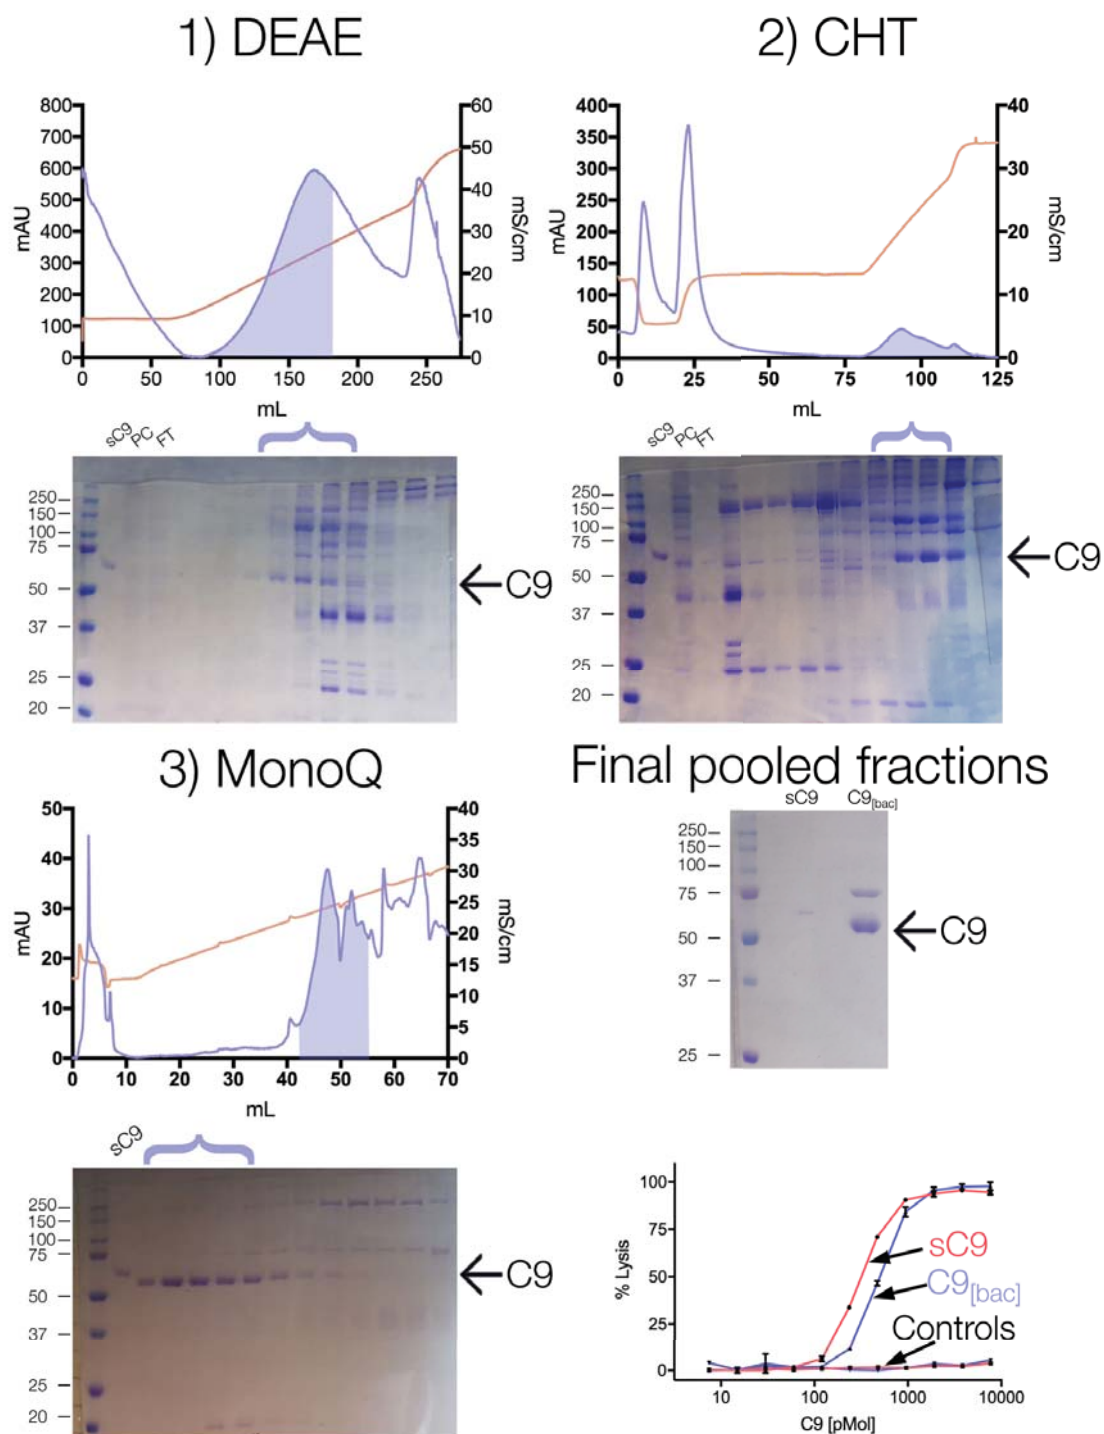 1) DEAE
2) CHT
800
700
600
500
400
300
200
100
0
mAU
60
50
40
30
20
10
0
mS/cm
0 50 100 150 200 250
mL
400
350
300
250
200
150
100
50
0
mAU
40
30
20
10
0
mS/cm
0 25 50 75 100 125
mL
sC9 PC FT
250
150
100
75
50
37
25
20
C9
sC9 PC FT
250
150
100
75
50
37
25
20
C9
3) MonoQ
Final pooled fractions
50
40
30
20
10
0
mAU
40
35
30
25
20
15
10
5
0
mS/cm
0 10 20 30 40 50 60 70
mL
sC9 C9[bac]
250
150
100
75
50
37
25
C9
sC9
250
150
100
75
50
37
25
20
C9
100
75
50
25
0
% Lysis
sC9
C9[bac]
Controls
10 100 1000 10000
C9 [pMol]